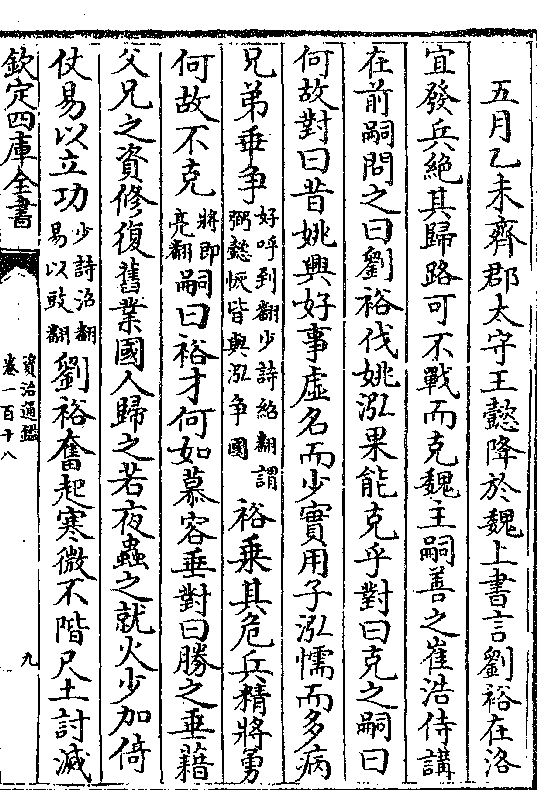 五月乙未齊郡太守王懿降於魏上書言劉裕在洛
宜發兵絕其歸路可不戰而克魏主嗣善之崔浩侍講
在前嗣問之曰劉裕伐姚泓果能克乎對曰克之嗣曰
何故對曰昔姚興好事虛名而少實用子泓懦而多病
兄弟乖爭好呼到翻少詩紹翻謂弼懿恢皆與泓爭國裕乘其危兵精將勇
何故不克將即亮翻嗣曰裕才何如慕容垂對曰勝之垂藉
父兄之資修復舊業國人歸之若夜蟲之就火少加倚
仗易以立功少詩沼翻易以豉翻劉裕奮起寒微不階尺土討滅
欽定四庫全書
資治通鑑
卷一百十八
九